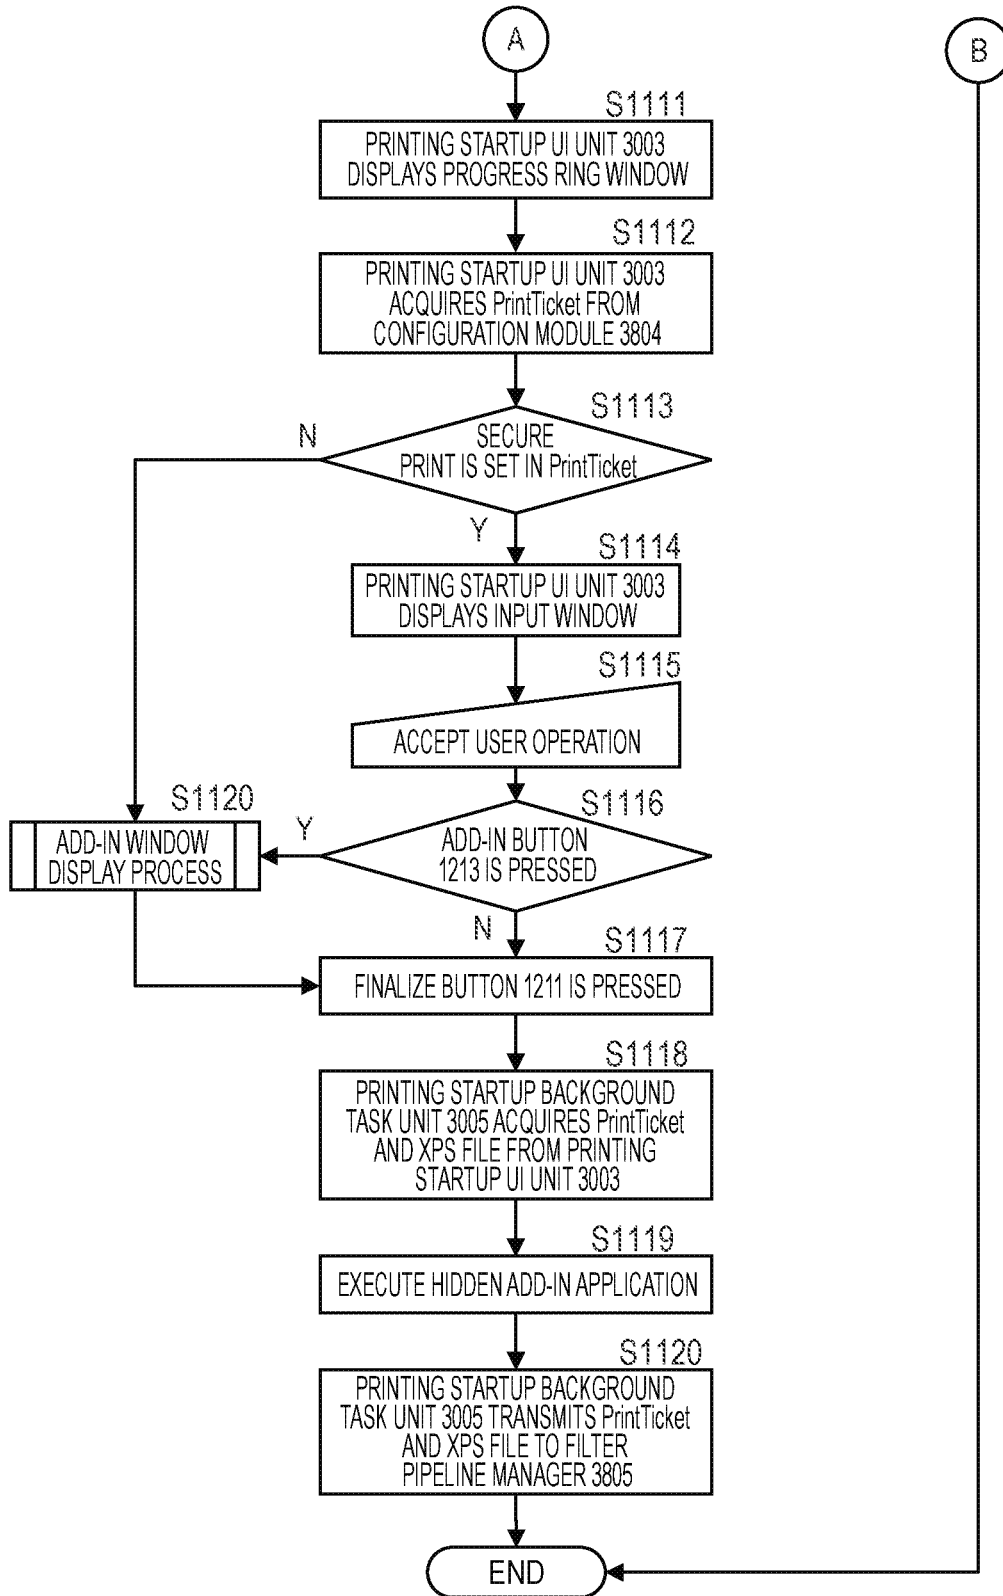 A
B
S1111
PRINTING STARTUP UI UNIT 3003
DISPLAYS PROGRESS RING WINDOW
S1112
PRINTING STARTUP UI UNIT 3003
ACQUIRES PrintTicket FROM
CONFIGURATION MODULE 3804
S1113
N
SECURE
PRINT IS SET IN PrintTicket
Y
S1114
PRINTING STARTUP UI UNIT 3003
DISPLAYS INPUT WINDOW
S1115
ACCEPT USER OPERATION
S1120
ADD-IN WINDOW
DISPLAY PROCESS
Y
S1116
ADD-IN BUTTON
1213 IS PRESSED
N
S1117
FINALIZE BUTTON 1211 IS PRESSED
S1118
PRINTING STARTUP BACKGROUND
TASK UNIT 3005 ACQUIRES PrintTicket
AND XPS FILE FROM PRINTING
STARTUP UI UNIT 3003
S1119
EXECUTE HIDDEN ADD-IN APPLICATION
S1120
PRINTING STARTUP BACKGROUND
TASK UNIT 3005 TRANSMITS PrintTicket
AND XPS FILE TO FILTER
PIPELINE MANAGER 3805
END